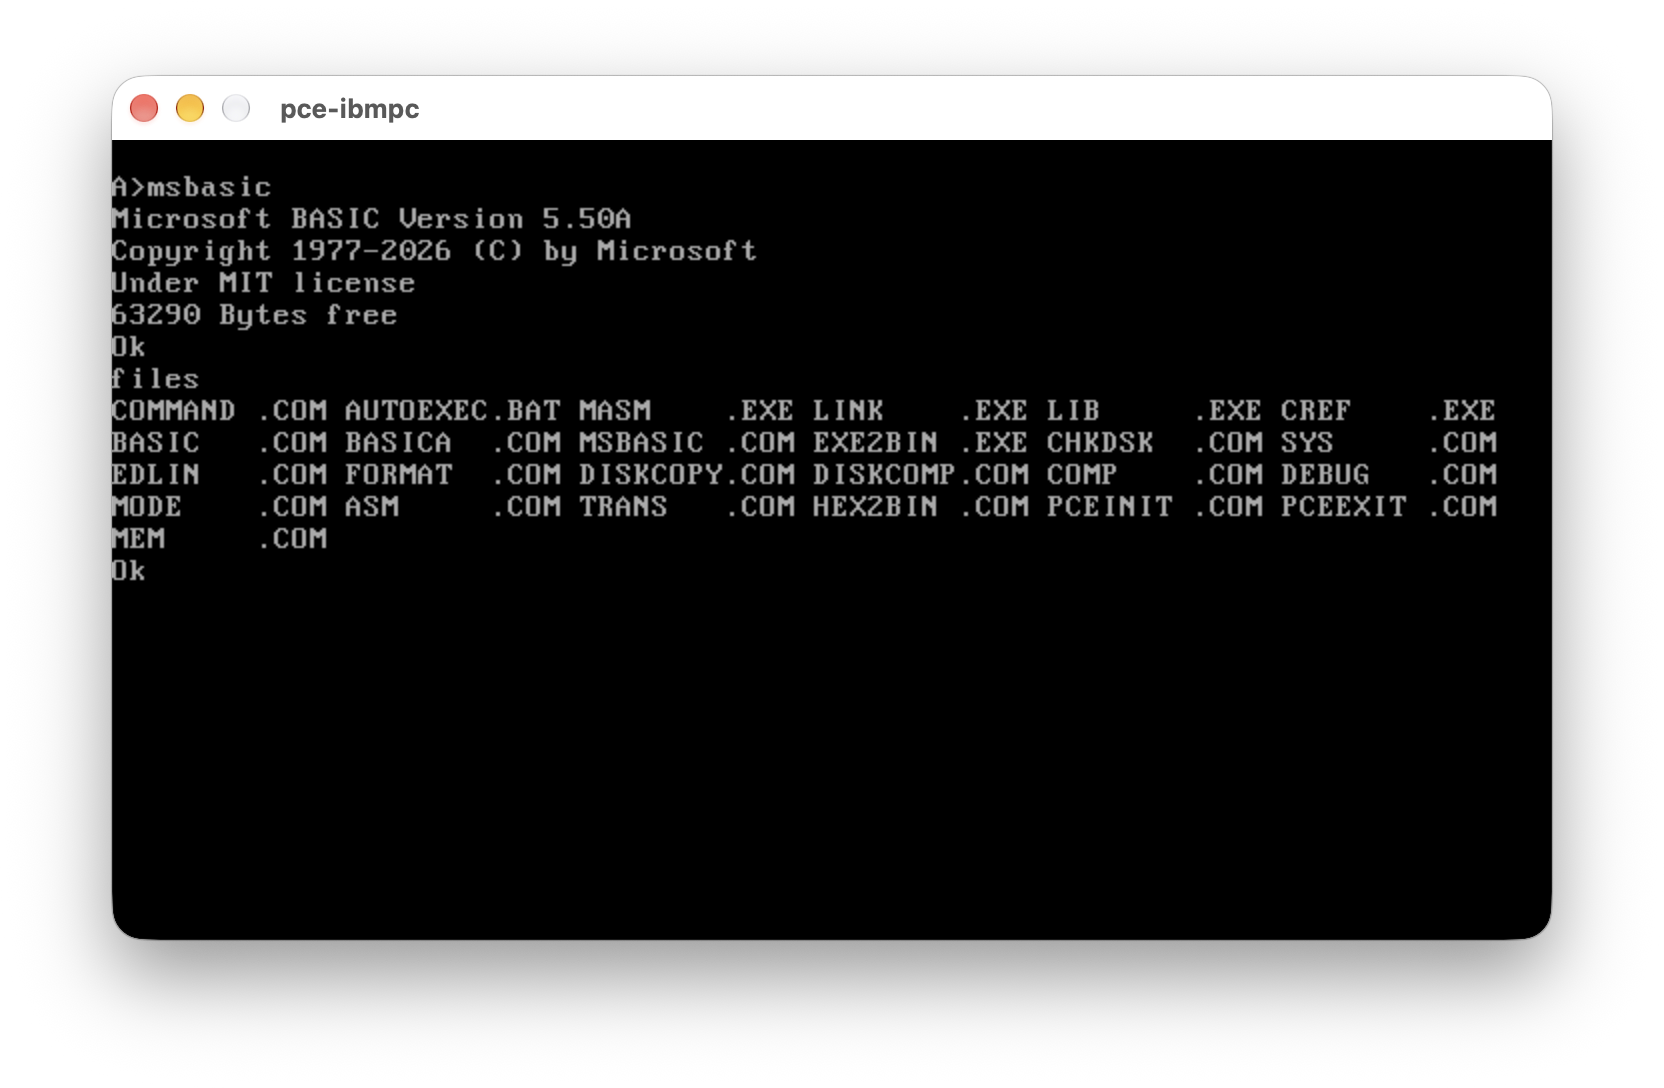 pce-ibmpc
A>msbasic
Microsoft BASIC Version 5.50A
Copyright 1977-2026 (C) by Microsoft
Under MIT license
63290 Bytes free
Ok
files
COMMAND .COM AUTOEXEC.BAT MASM    .EXE LINK    .EXE LIB     .EXE CREF    .EXE
BASIC   .COM BASICA  .COM MSBASIC .COM EXE2BIN .EXE CHKDSK  .COM SYS     .COM
EDLIN   .COM FORMAT  .COM DISKCOPY.COM DISKCOMP.COM COMP    .COM DEBUG   .COM
MODE    .COM ASM     .COM TRANS   .COM HEX2BIN .COM PCEINIT .COM PCEEXIT .COM
MEM     .COM
Ok